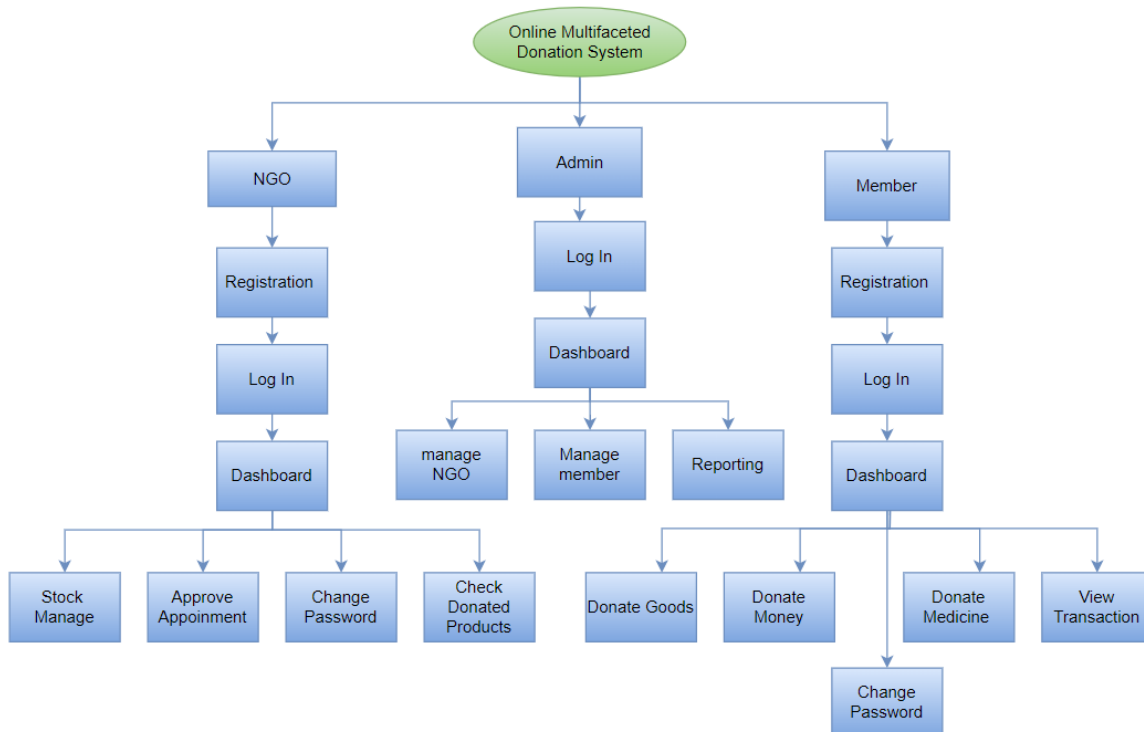 Online Multifaceted
Donation System
NGO
Admin
Member
Registration
Log In
Registration
Log In
Dashboard
Log In
Dashboard
manage
NGO
Manage
member
Reporting
Dashboard
Stock
Manage
Approve
Appoinment
Change
Password
Check
Donated
Products
Donate Goods
Donate
Money
Donate
Medicine
View
Transaction
Change
Password